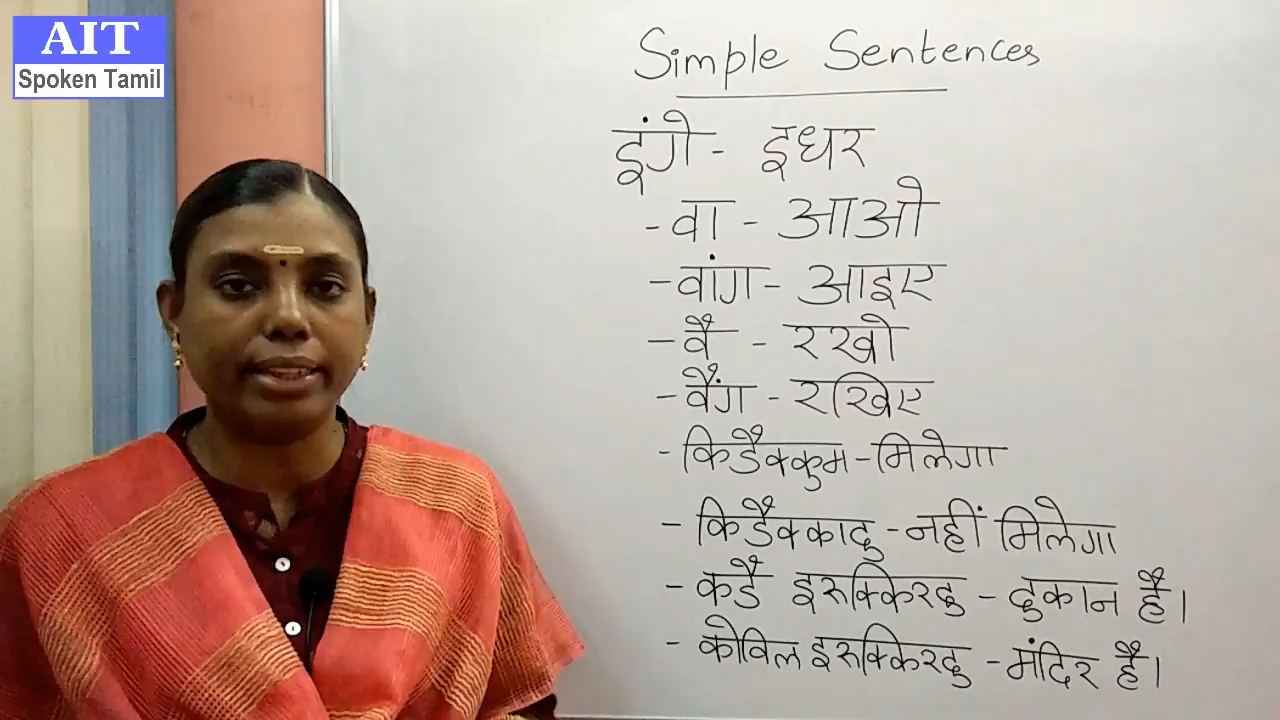 AIT
Spoken Tamil
Simple Sentences
इंगे - इधर
- वा - आओ
- वांग - आइए
- वै - रखो
- वैंग - रखिए
- किडैक्कुम - मिलेगा
- किडैक्कादु - नहीं मिलेगा
- कडै इरुक्किरदु - दुकान है।
- कोविल इरुक्किरदु - मंदिर है।